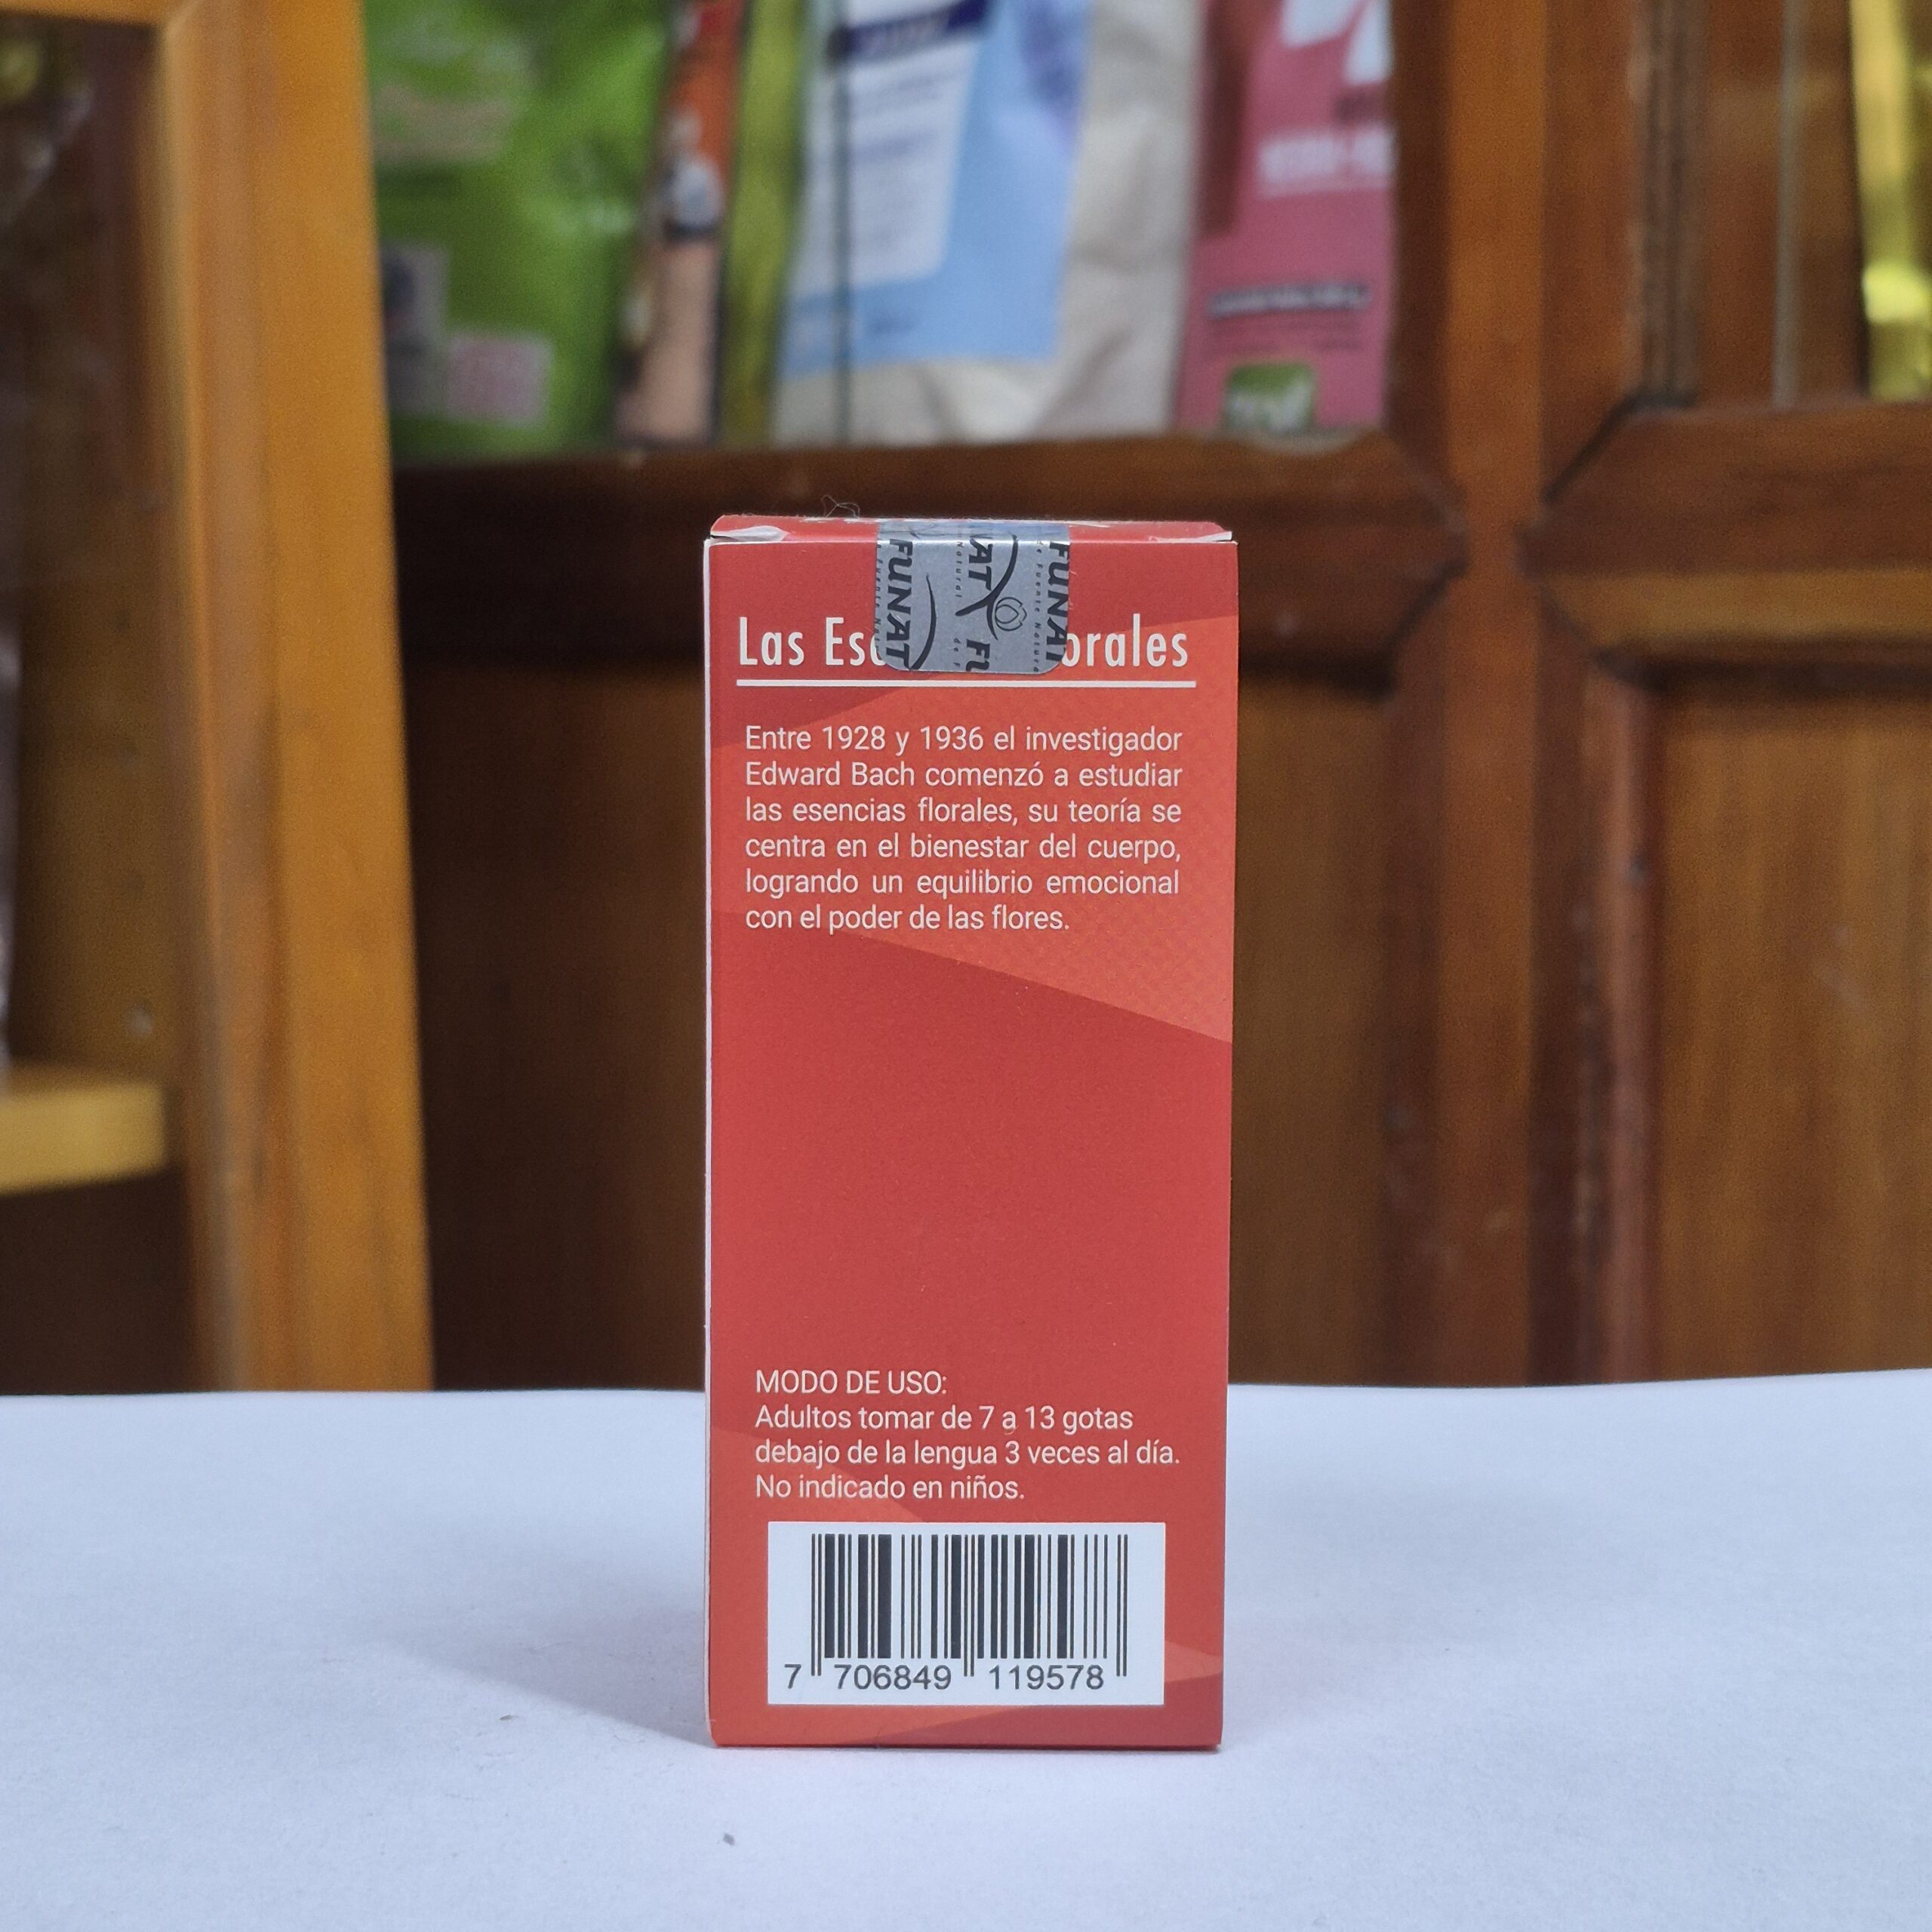 FUNAT
FUNAT
Las Es orales
Entre 1928 y 1936 el investigador
Edward Bach comenzó a estudiar
las esencias florales, su teoría se
centra en el bienestar del cuerpo,
logrando un equilibrio emocional
con el poder de las flores.
MODO DE USO:
Adultos tomar de 7 a 13 gotas
debajo de la lengua 3 veces al día.
No indicado en niños.
7 706849 119578